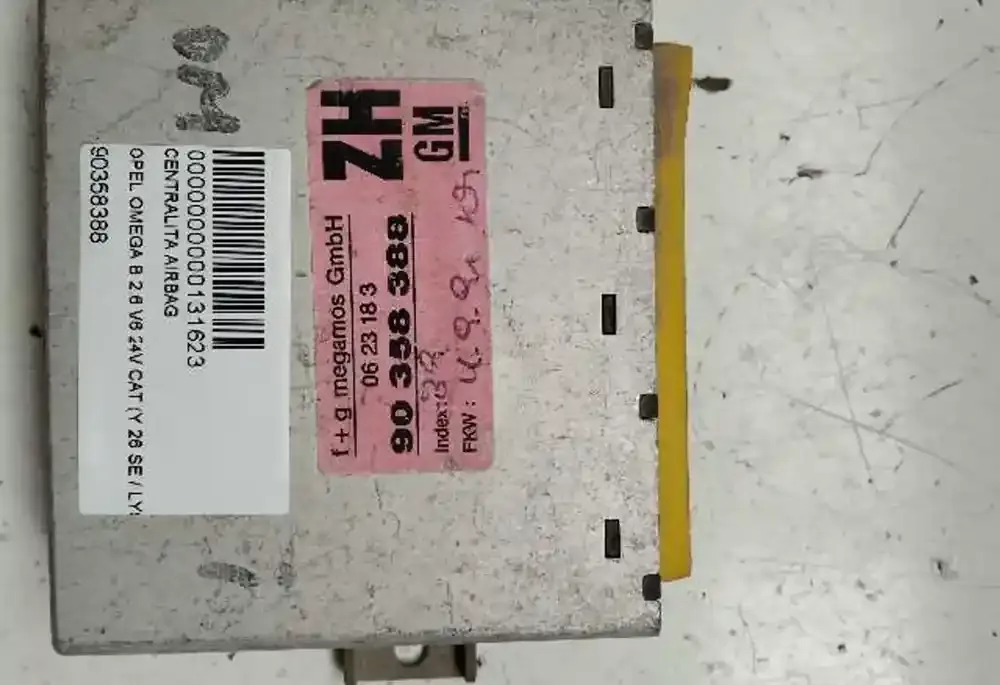 ZH
GM
f + g megamos GmbH
06 23 18 3
90 358 388
Index:
FKW:
0000000000131623
CENTRALITA AIRBAG
OPEL OMEGA B 2.6 V6 24V CAT (Y 26 SE / LY
90358388